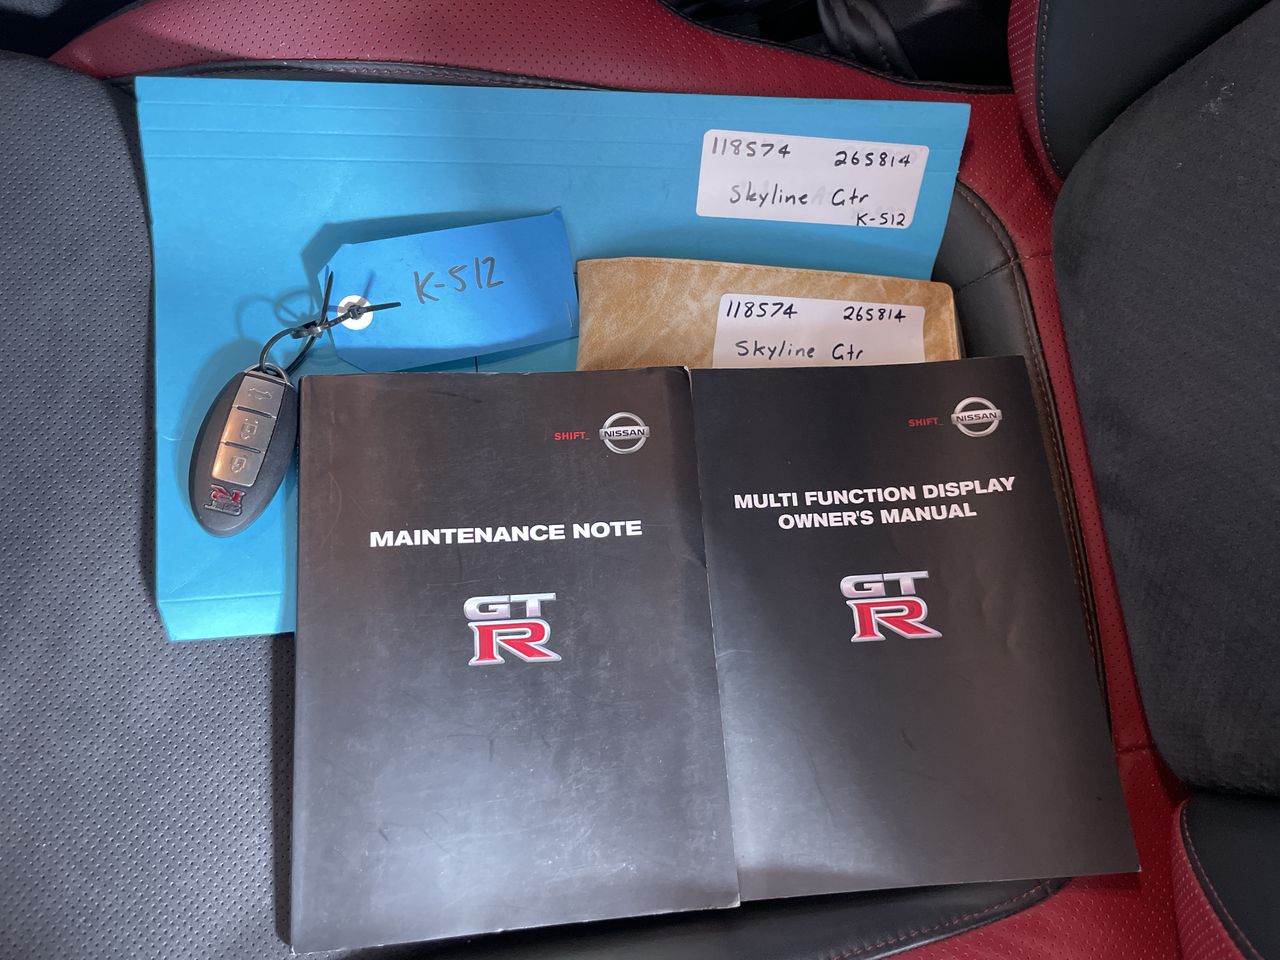 118574 265814
Skyline Gtr
K-512
K-512
118574 265814
Skyline Gtr
SHIFT_ NISSAN
MAINTENANCE NOTE
GT
R
SHIFT_ NISSAN
MULTI FUNCTION DISPLAY
OWNER'S MANUAL
GT
R
GT
R